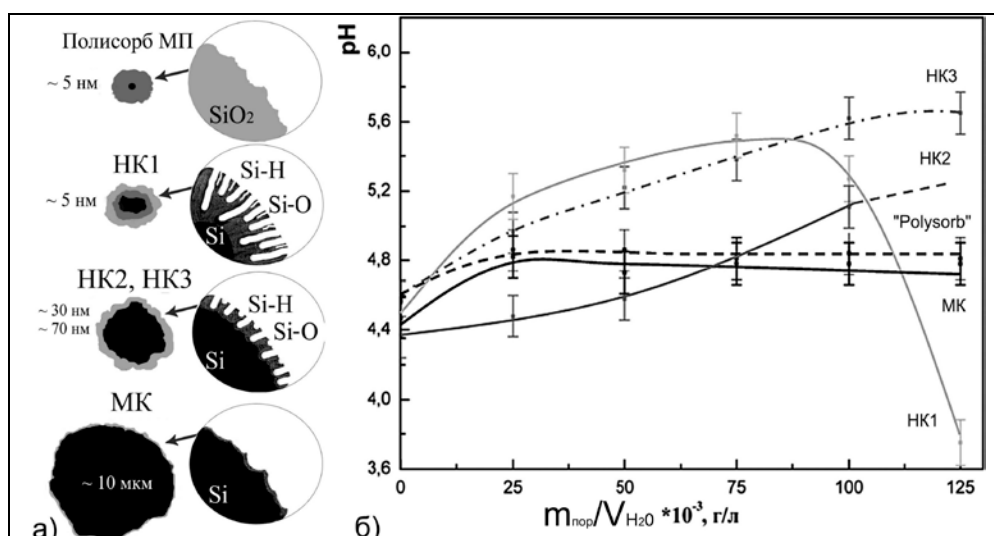 Полисорб МП
~ 5 нм
SiO₂
НК1
~ 5 нм
Si-H
Si-O
Si
НК2, НК3
~ 30 нм
~ 70 нм
Si-H
Si-O
Si
МК
~ 10 мкм
Si
а)
pH
6,0
5,6
5,2
4,8
4,4
4,0
3,6
НК3
НК2
"Polysorb"
МК
НК1
0
25
50
75
100
125
б)
mпор/VH₂0 *10⁻³, г/л